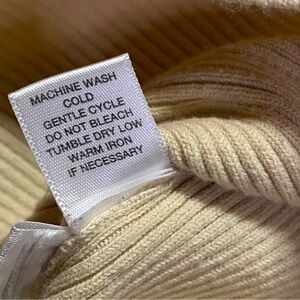 MACHINE WASH
COLD
GENTLE CYCLE
DO NOT BLEACH
TUMBLE DRY LOW
WARM IRON
IF NECESSARY